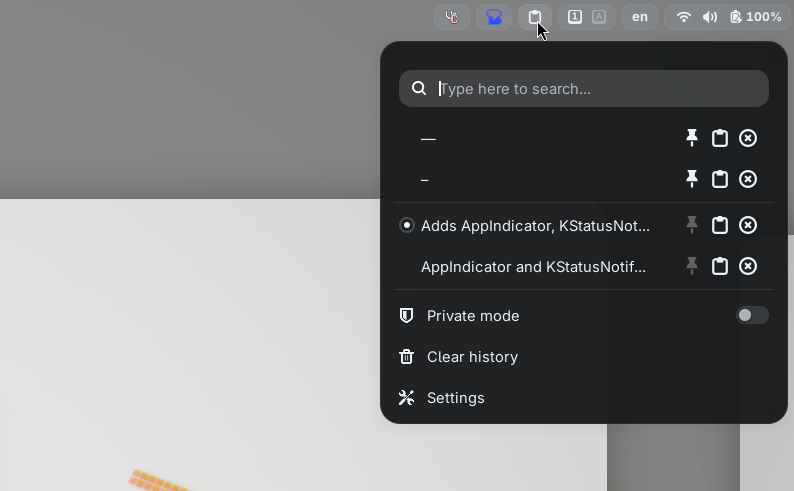 1 A en 100%
Type here to search...
—
–
Adds AppIndicator, KStatusNot...
AppIndicator and KStatusNotif...
Private mode
Clear history
Settings